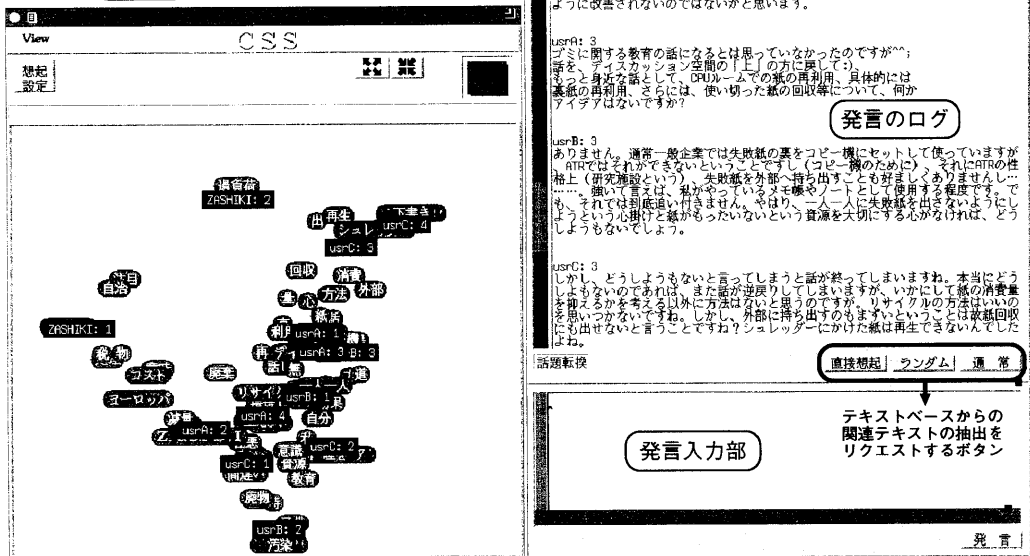 View
CSS
想起
設定
倶首荷
ZASHIKI: 2
出
再生
下書き
シュレ
usrC: 4
usrC: 3
回収
消費
外部
心
方法
注目
自治
紙
ZASHIKI: 1
usrA: 1
usrA: 3
B: 3
物
再
無
道
コスト
廃棄
リサイ
usrB: 1
ヨーロッパ
usrA: 4
自分
減量
usrA: 2
意識
usrC: 2
usrC: 1
資源
教育
廃物
usrB: 2
汚染
ように改善されないのではないかと思います。
usrA: 3
ゴミに関する教育の話になるとは思っていなかったのですが^^;
話を、ディスカッション空間の「上」の方に戻して:)、
もっと身近な話として、CPUルームでの紙の再利用、具体的には
裏紙の再利用、さらには、使い切った紙の回収等について、何か
アイデアはないですか?
発言のログ
usrB: 3
ありません。通常一般企業では失敗紙の裏をコピー機にセットして使っていますが
、ATRではそれができないということですし(コピー機のために)、それにATRの性
格上(研究施設という)、失敗紙を外部へ持ち出すことも好ましくありませんし…
……。強いて言えば、私がやっているメモ帳やノートとして使用する程度です。で
も、それでは到底追い付きません。やはり、一人一人に失敗紙を出さないようにし
ようという心掛けと紙がもったいないという資源を大切にする心がなければ、どう
しようもないでしょう。
usrC: 3
しかし、どうしようもないと言ってしまうと話が終ってしまいますね。本当にどう
しよもないのであれば、また話が逆戻りしてしまいますが、いかにして紙の消費量
を抑えるかを考える以外に方法はないと思うのですが。リサイクルの方法はいいの
を思いつかないですね。しかし、外部に持ち出すのもまずいということは故紙回収
にも出せないと言うことですね?シュレッダーにかけた紙は再生できないんでした
よね。
話題転換
直接想起
ランダム
通 常
テキストベースからの
関連テキストの抽出を
リクエストするボタン
発言入力部
発 言